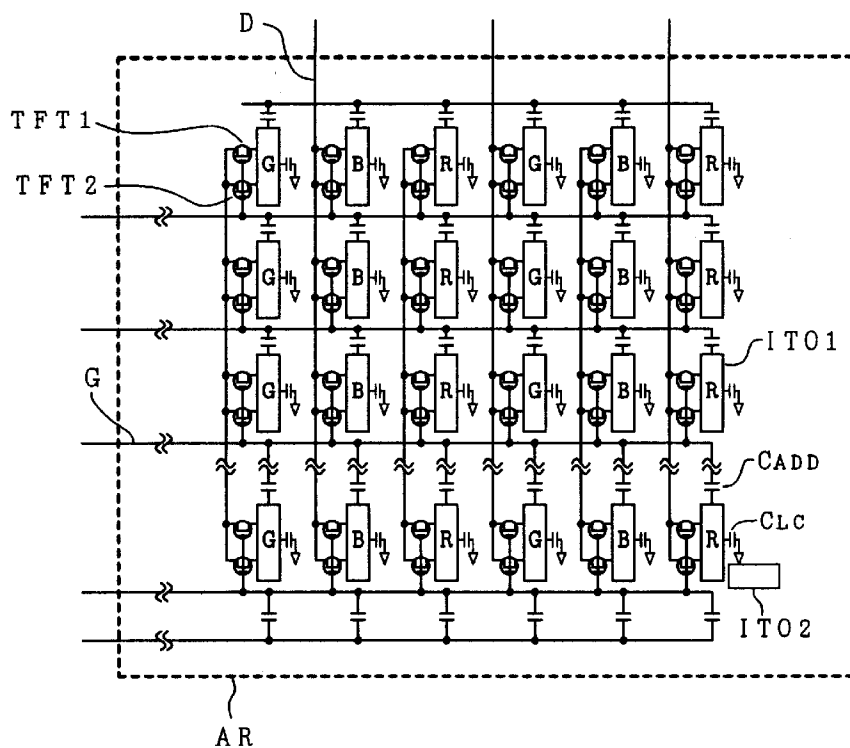 D
TFT1
G B R G B R
TFT2
G B R G B R
ITO1
G B R G B R
G
CADD
CLC
G B R G B R
ITO2
AR